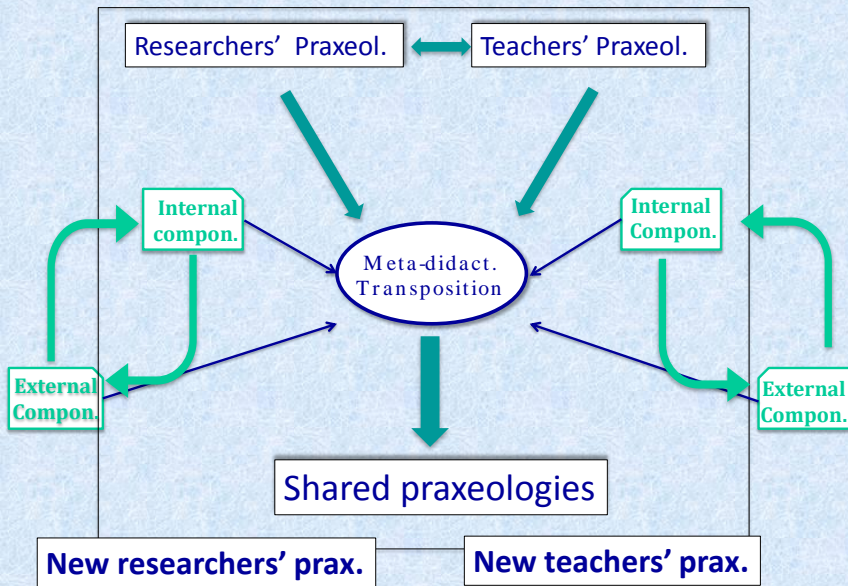 Researchers’ Praxeol.
Teachers’ Praxeol.
Internal
compon.
Internal
Compon.
Meta-didact.
Transposition
External
Compon.
External
Compon.
Shared praxeologies
New researchers’ prax.
New teachers’ prax.